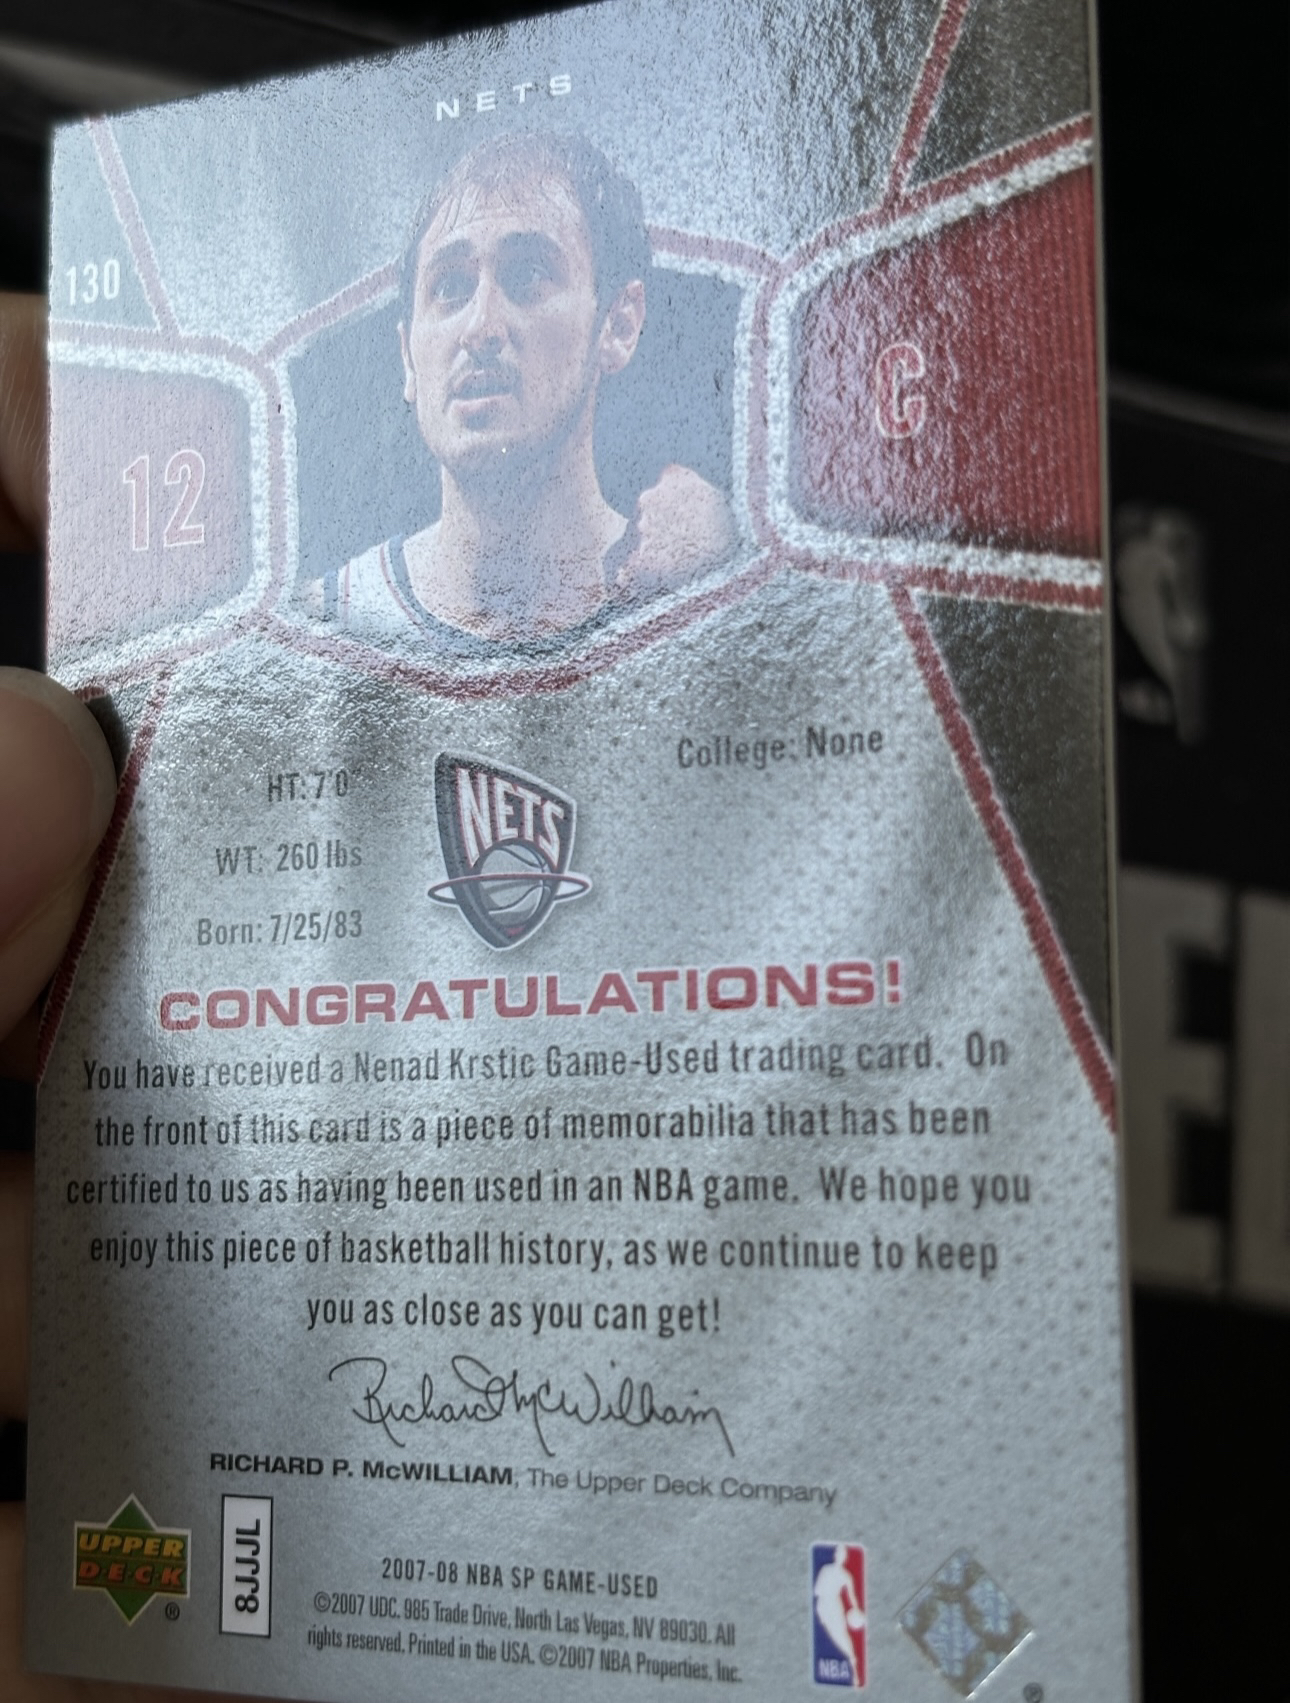 NETS
130
12
C
College: None
HT: 7'0"
WT: 260 lbs
Born: 7/25/83
NETS
CONGRATULATIONS!
You have received a Nenad Krstic Game-Used trading card. On
the front of this card is a piece of memorabilia that has been
certified to us as having been used in an NBA game. We hope you
enjoy this piece of basketball history, as we continue to keep
you as close as you can get!
Richard P. McWilliam
RICHARD P. McWILLIAM, The Upper Deck Company
UPPER
DECK
®
8JJJL
2007-08 NBA SP GAME-USED
©2007 UDC. 985 Trade Drive, North Las Vegas, NV 89030. All
rights reserved. Printed in the USA. ©2007 NBA Properties, Inc.
NBA
®